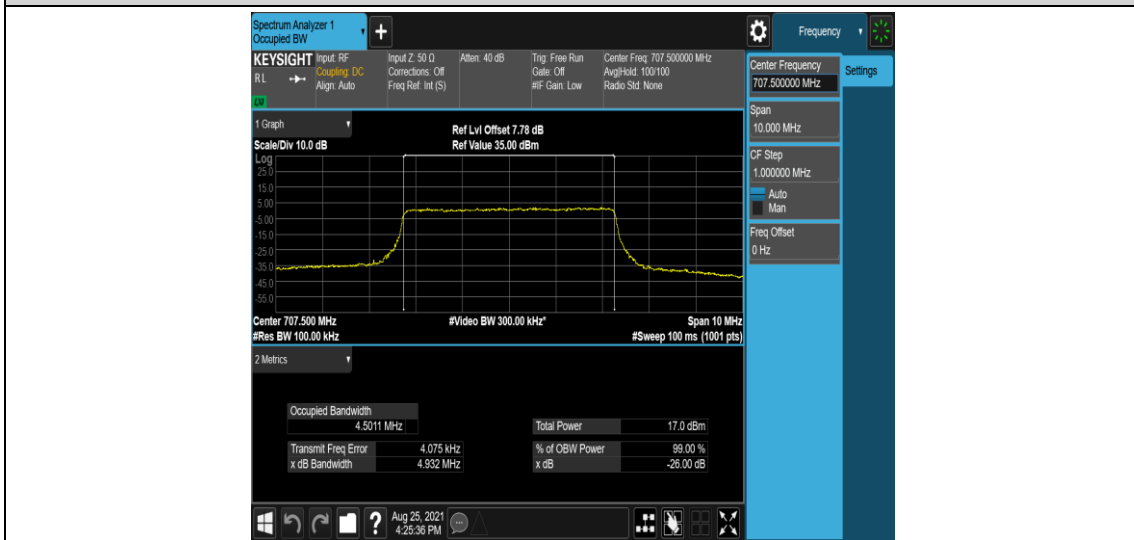 Spectrum Analyzer 1
Occupied BW
+
Frequency
KEYSIGHT
RL
Input: RF
Coupling: DC
Align: Auto
Input Z: 50 Ω
Corrections: Off
Freq Ref: Int (S)
Atten: 40 dB
Trig: Free Run
Gate: Off
#IF Gain: Low
Center Freq: 707.500000 MHz
Avg|Hold: 100/100
Radio Std: None
Center Frequency
707.500000 MHz
Settings
Span
10.000 MHz
CF Step
1.000000 MHz
Auto
Man
Freq Offset
0 Hz
1 Graph
Scale/Div 10.0 dB
Ref Lvl Offset 7.78 dB
Ref Value 35.00 dBm
Log
25.0
15.0
5.00
-5.00
-15.0
-25.0
-35.0
-45.0
-55.0
Center 707.500 MHz
#Video BW 300.00 kHz*
Span 10 MHz
#Res BW 100.00 kHz
#Sweep 100 ms (1001 pts)
2 Metrics
Occupied Bandwidth
4.5011 MHz
Total Power 17.0 dBm
Transmit Freq Error 4.075 kHz
% of OBW Power 99.00 %
x dB Bandwidth 4.932 MHz
x dB -26.00 dB
?
Aug 25, 2021
4:25:36 PM